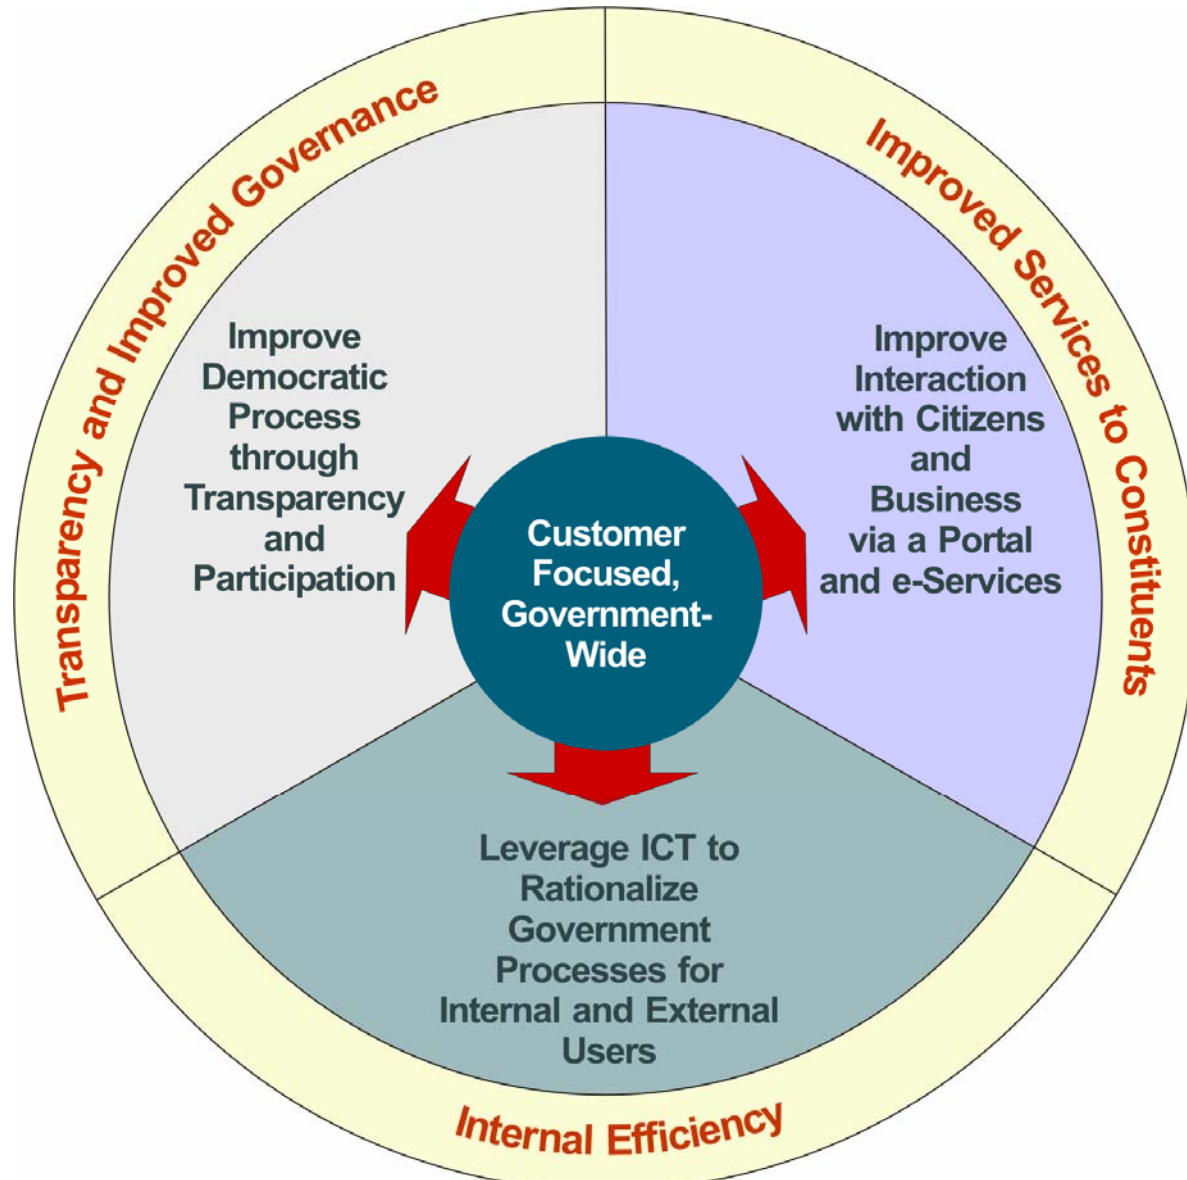 Transparency and Improved Governance
Improved Services to Constituents
Improve
Democratic
Process
through
Transparency
and
Participation
Improve
Interaction
with Citizens
and
Business
via a Portal
and e-Services
Customer
Focused,
Government-
Wide
Leverage ICT to
Rationalize
Government
Processes for
Internal and External
Users
Internal Efficiency